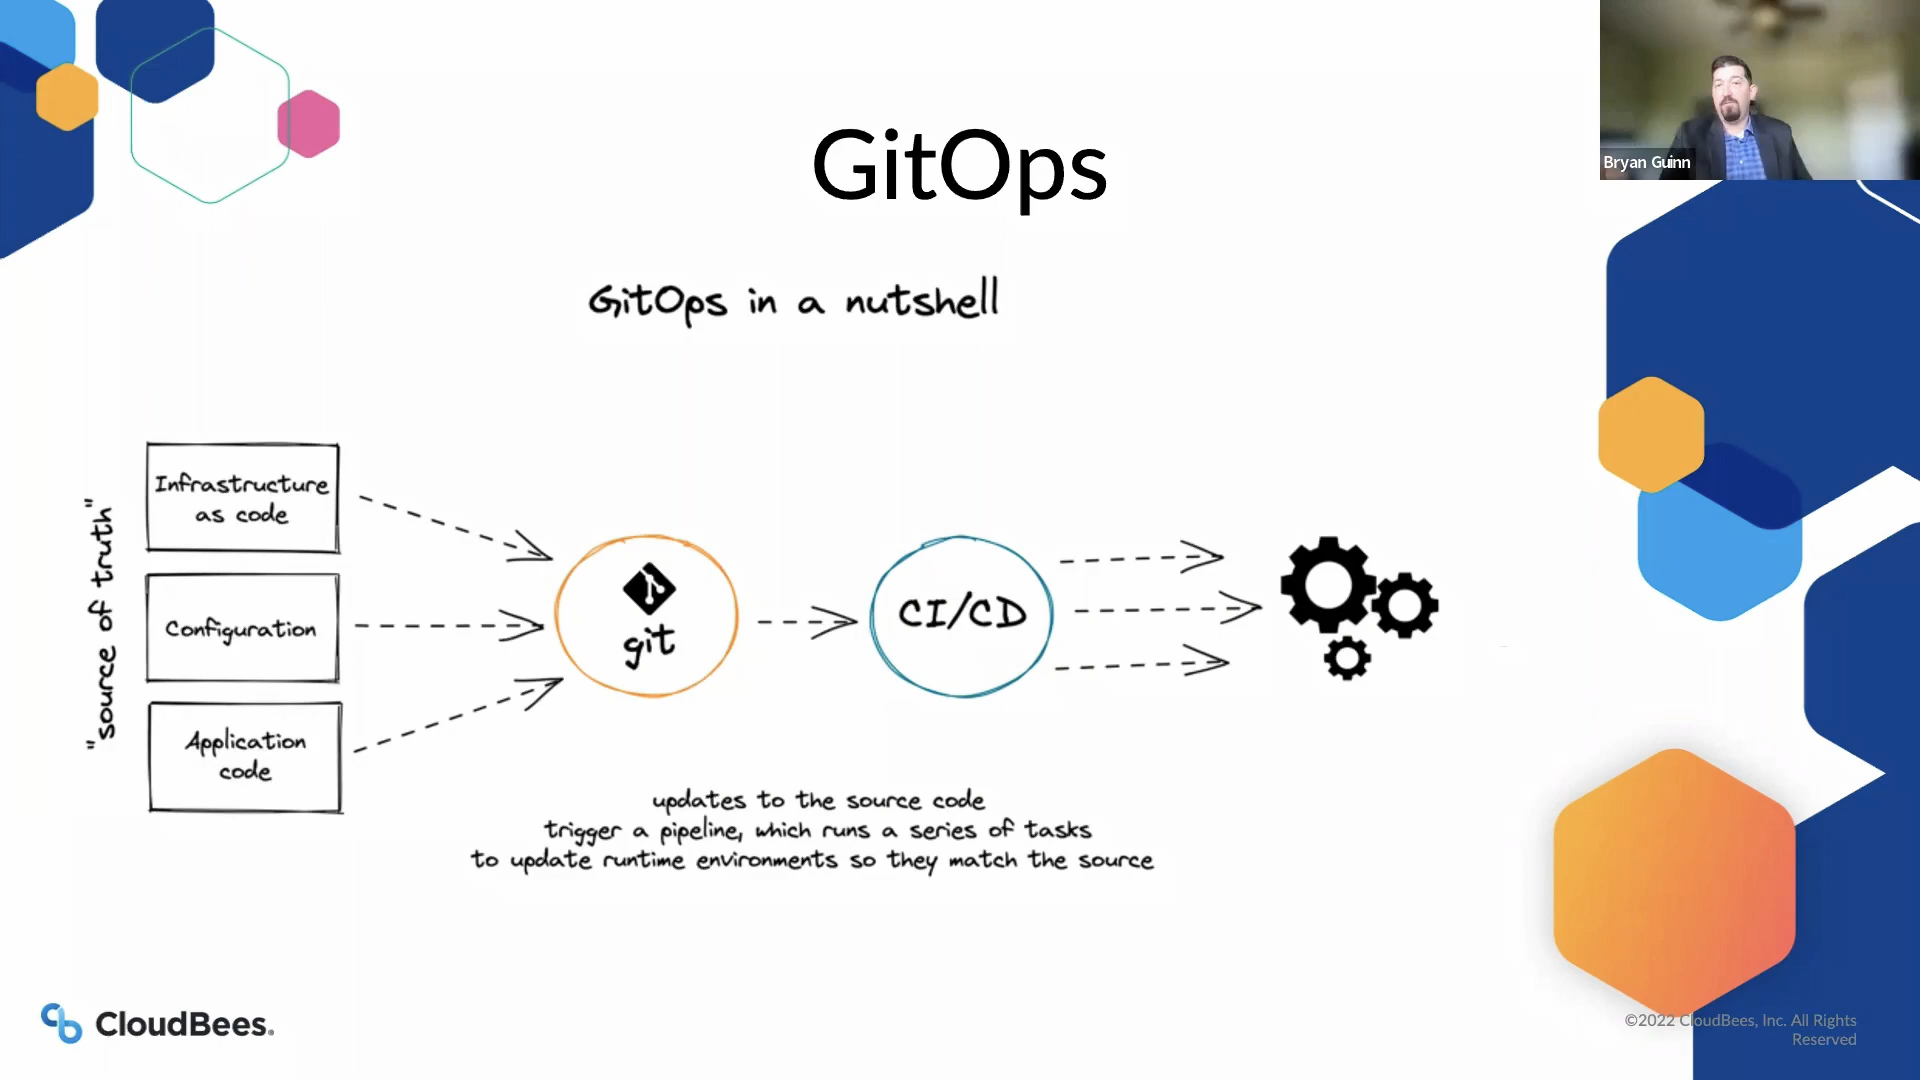 GitOps
Bryan Guinn
GitOps in a nutshell
"source of truth"
Infrastructure
as code
Configuration
Application
code
git
CI/CD
updates to the source code
trigger a pipeline, which runs a series of tasks
to update runtime environments so they match the source
CloudBees.
©2022 CloudBees, Inc. All Rights
Reserved